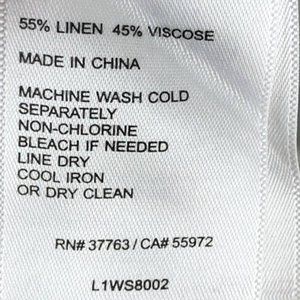 55% LINEN 45% VISCOSE
MADE IN CHINA
MACHINE WASH COLD
SEPARATELY
NON-CHLORINE
BLEACH IF NEEDED
LINE DRY
COOL IRON
OR DRY CLEAN
RN# 37763 / CA# 55972
L1WS8002